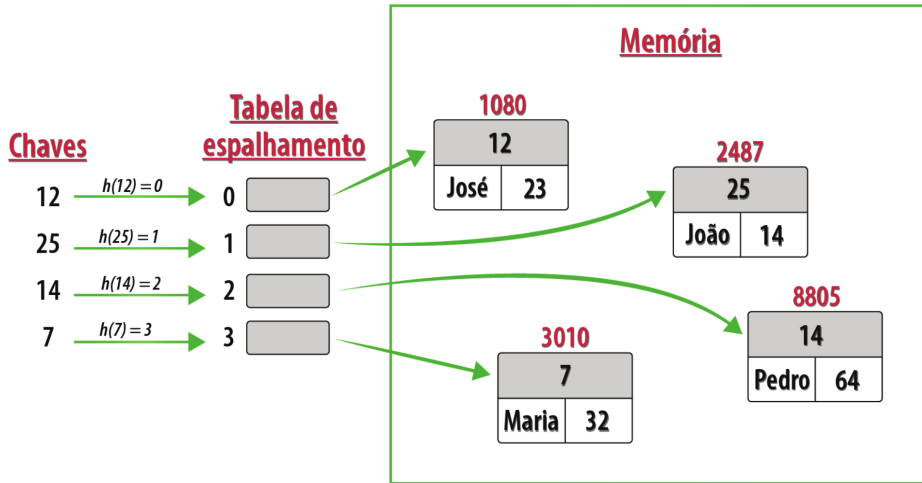 Memória
Tabela de
espalhamento
Chaves
12
h(12) = 0
0
25
h(25) = 1
1
14
h(14) = 2
2
7
h(7) = 3
3
1080
12
José 23
2487
25
João 14
8805
14
Pedro 64
3010
7
Maria 32